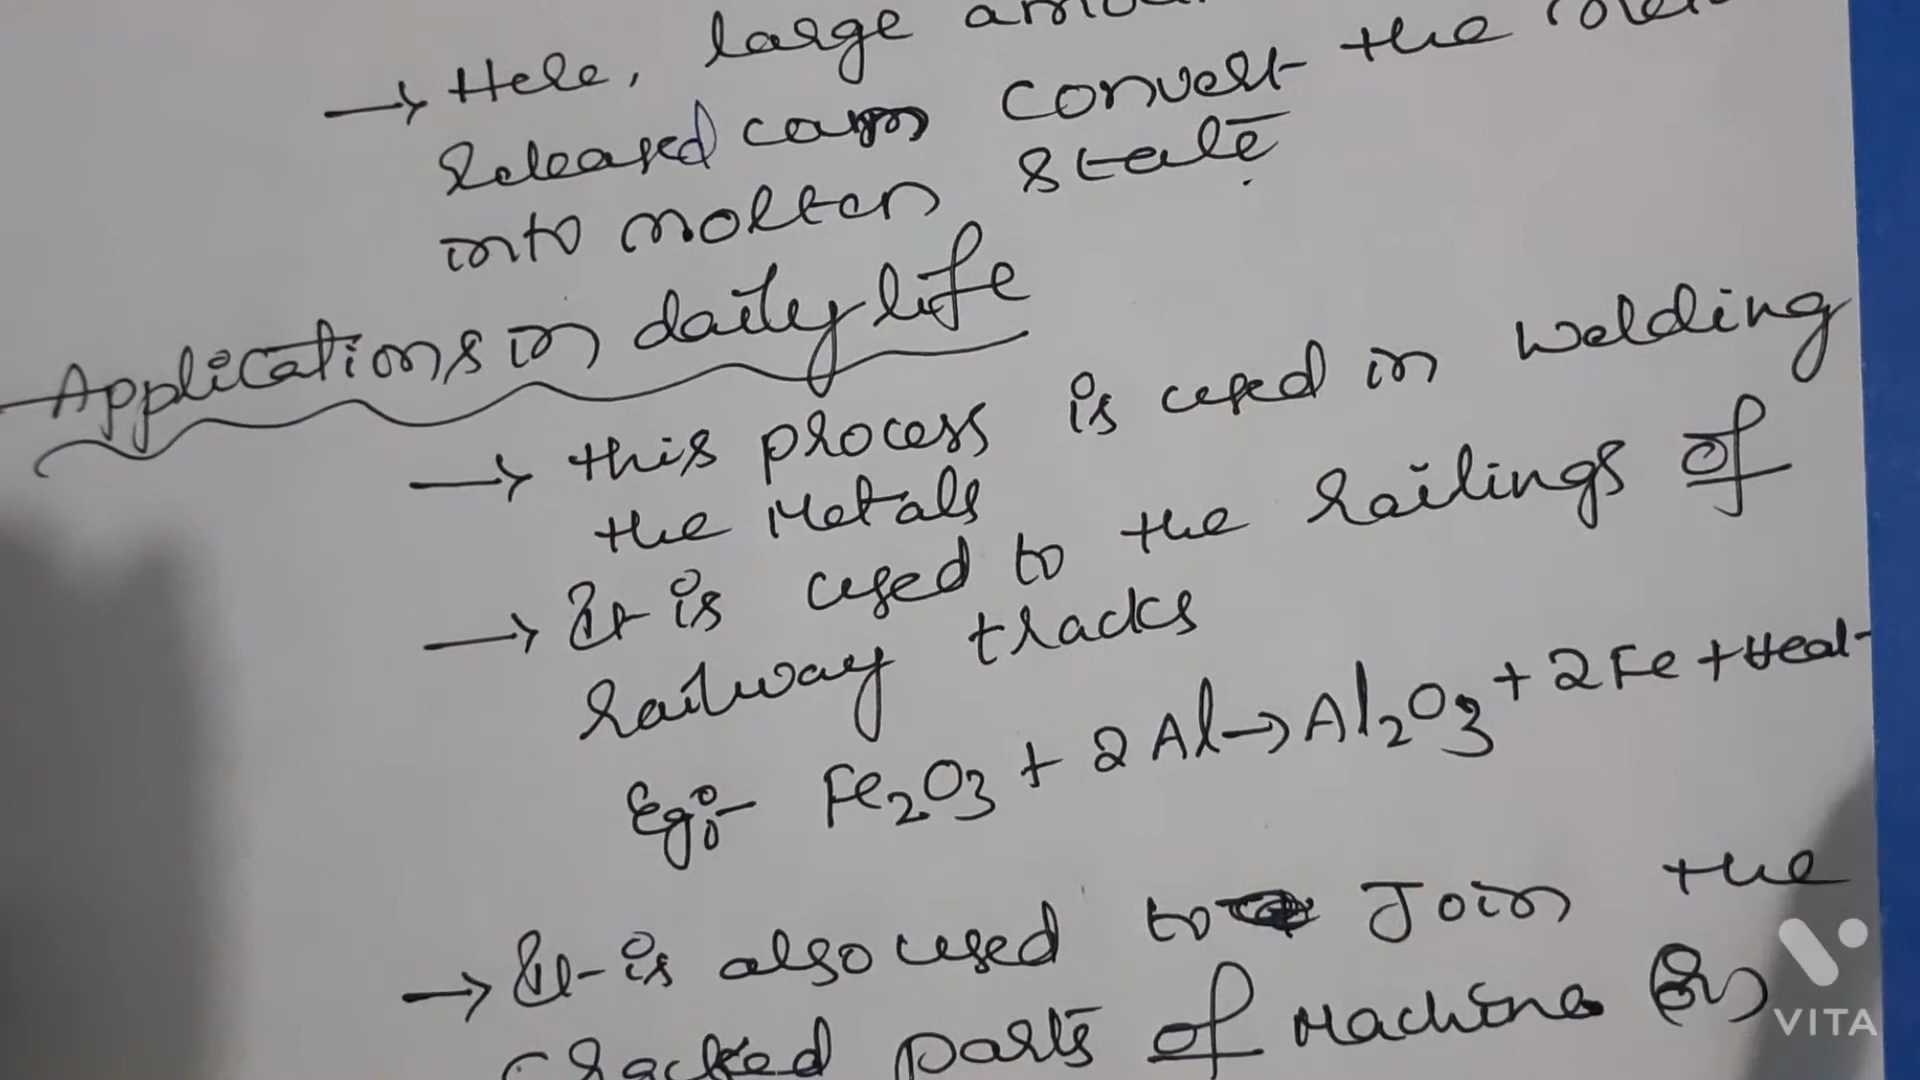 → Here, large
released can convert the
into molten state
Applications in daily life
→ this process is used in welding
the Metals
→ It is used to the railings of
railway tracks
Eg:- Fe2O3 + 2Al → Al2O3 + 2Fe + Heat
→ It is also used to Join the
cracked parts of Machine
VITA